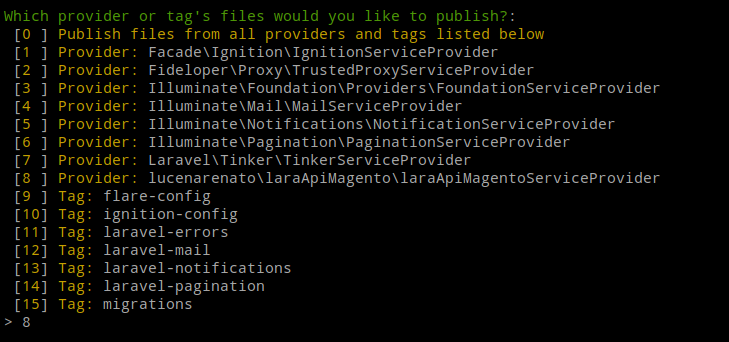 Which provider or tag's files would you like to publish?:
[0 ] Publish files from all providers and tags listed below
[1 ] Provider: Facade\Ignition\IgnitionServiceProvider
[2 ] Provider: Fideloper\Proxy\TrustedProxyServiceProvider
[3 ] Provider: Illuminate\Foundation\Providers\FoundationServiceProvider
[4 ] Provider: Illuminate\Mail\MailServiceProvider
[5 ] Provider: Illuminate\Notifications\NotificationServiceProvider
[6 ] Provider: Illuminate\Pagination\PaginationServiceProvider
[7 ] Provider: Laravel\Tinker\TinkerServiceProvider
[8 ] Provider: lucenarenato\laraApiMagento\laraApiMagentoServiceProvider
[9 ] Tag: flare-config
[10] Tag: ignition-config
[11] Tag: laravel-errors
[12] Tag: laravel-mail
[13] Tag: laravel-notifications
[14] Tag: laravel-pagination
[15] Tag: migrations
> 8